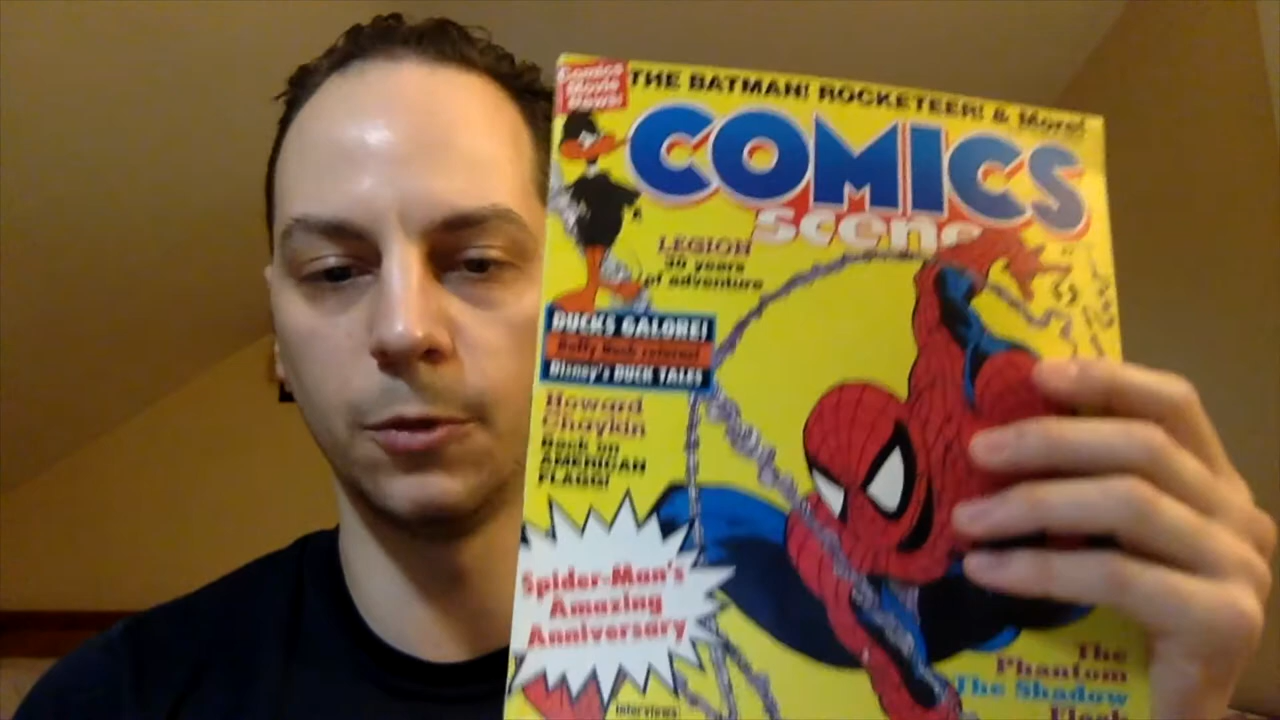 Comics
Movie
News!
THE BATMAN! ROCKETEER! & More!
COMICS
scene
LEGION
30 years
of adventure
DUCKS GALORE!
Daffy Duck returns!
Disney's DUCK TALES
Howard
Chaykin
Back on
AMERICAN
FLAGG!
Spider-Man's
Amazing
Anniversary
interviews
The
Phantom
The Shadow